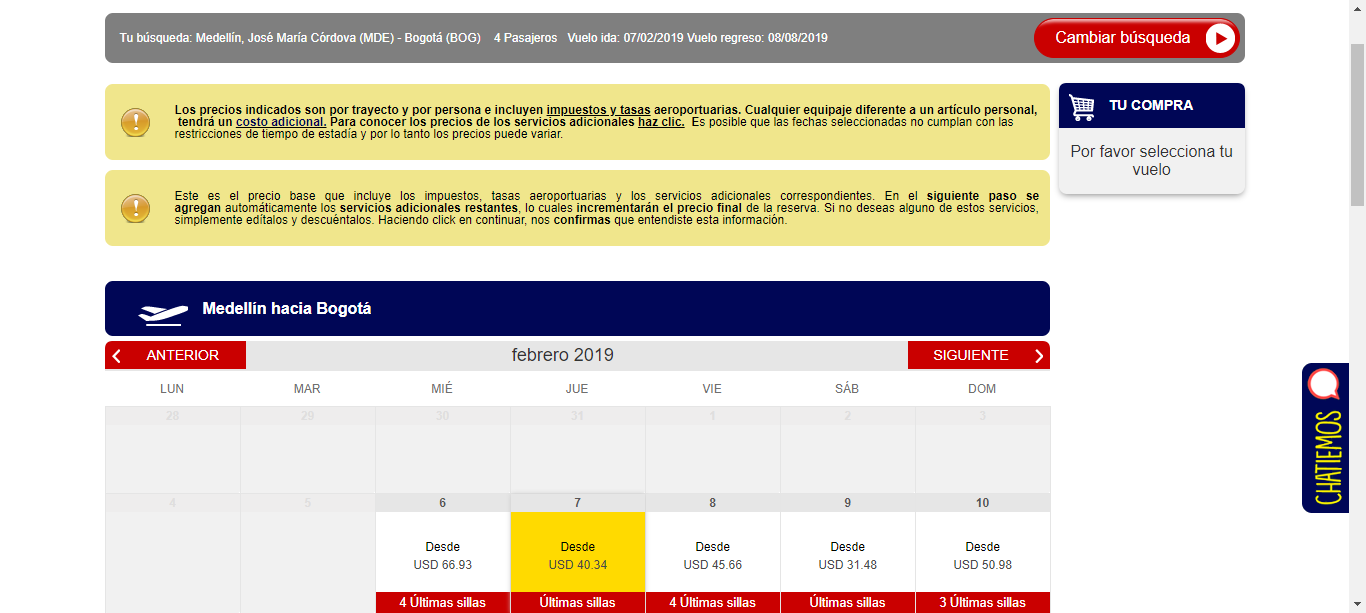 Tu búsqueda: Medellín, José María Córdova (MDE) - Bogotá (BOG) 4 Pasajeros Vuelo ida: 07/02/2019 Vuelo regreso: 08/08/2019
Cambiar búsqueda
Los precios indicados son por trayecto y por persona e incluyen impuestos y tasas aeroportuarias. Cualquier equipaje diferente a un artículo personal,
tendrá un costo adicional. Para conocer los precios de los servicios adicionales haz clic. Es posible que las fechas seleccionadas no cumplan con las
restricciones de tiempo de estadía y por lo tanto los precios puede variar.
TU COMPRA
Por favor selecciona tu
vuelo
Este es el precio base que incluye los impuestos, tasas aeroportuarias y los servicios adicionales correspondientes. En el siguiente paso se
agregan automáticamente los servicios adicionales restantes, lo cuales incrementarán el precio final de la reserva. Si no deseas alguno de estos servicios,
simplemente edítalos y descuéntalos. Haciendo click en continuar, nos confirmas que entendiste esta información.
Medellín hacia Bogotá
ANTERIOR febrero 2019 SIGUIENTE
LUN MAR MIÉ JUE VIE SÁB DOM
28 29 30 31 1 2 3
4 5 6 7 8 9 10
Desde Desde Desde Desde Desde
USD 66.93 USD 40.34 USD 45.66 USD 31.48 USD 50.98
4 Últimas sillas Últimas sillas 4 Últimas sillas Últimas sillas 3 Últimas sillas
CHATIEMOS